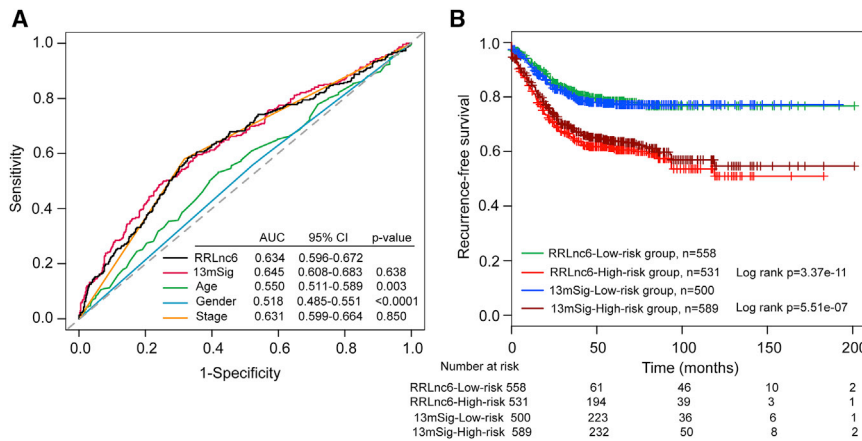 A
1.0
0.8
0.6
0.4
0.2
0.0
Sensitivity
AUC 95% CI p-value
RRLnc6 0.634 0.596-0.672
13mSig 0.645 0.608-0.683 0.638
Age 0.550 0.511-0.589 0.003
Gender 0.518 0.485-0.551 <0.0001
Stage 0.631 0.599-0.664 0.850
0.0 0.2 0.4 0.6 0.8 1.0
1-Specificity
B
1.0
0.8
0.6
0.4
0.2
0.0
Recurrence-free survival
RRLnc6-Low-risk group, n=558
RRLnc6-High-risk group, n=531 Log rank p=3.37e-11
13mSig-Low-risk group, n=500
13mSig-High-risk group, n=589 Log rank p=5.51e-07
0 50 100 150 200
Number at risk Time (months)
RRLnc6-Low-risk 558 61 46 10 2
RRLnc6-High-risk 531 194 39 3 1
13mSig-Low-risk 500 223 36 6 1
13mSig-High-risk 589 232 50 8 2